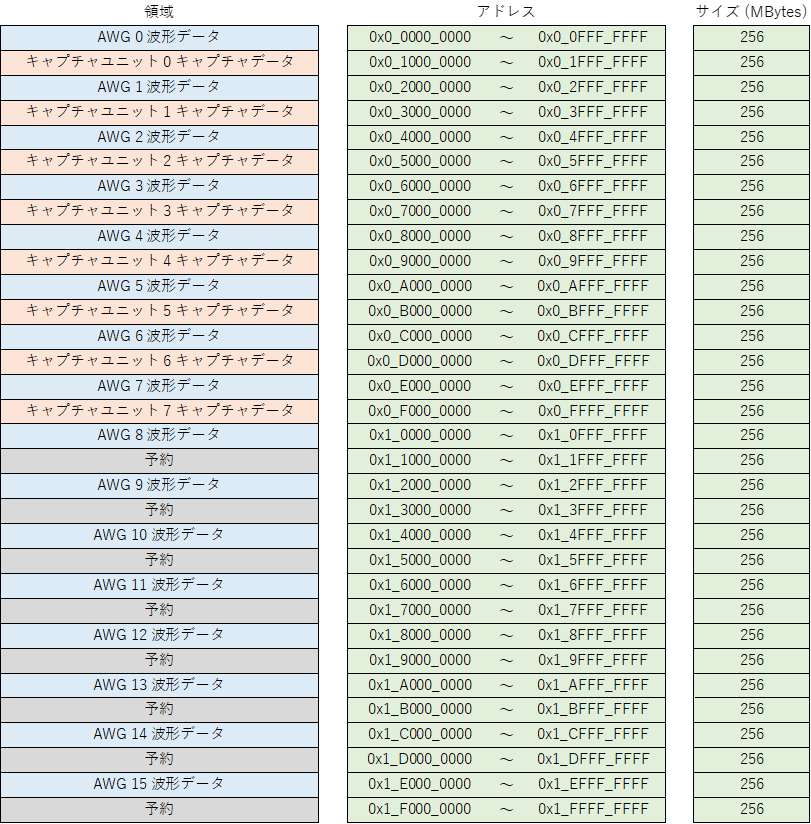 領域 アドレス サイズ (MBytes)
AWG 0 波形データ 0x0_0000_0000 ～ 0x0_0FFF_FFFF 256
キャプチャユニット 0 キャプチャデータ 0x0_1000_0000 ～ 0x0_1FFF_FFFF 256
AWG 1 波形データ 0x0_2000_0000 ～ 0x0_2FFF_FFFF 256
キャプチャユニット 1 キャプチャデータ 0x0_3000_0000 ～ 0x0_3FFF_FFFF 256
AWG 2 波形データ 0x0_4000_0000 ～ 0x0_4FFF_FFFF 256
キャプチャユニット 2 キャプチャデータ 0x0_5000_0000 ～ 0x0_5FFF_FFFF 256
AWG 3 波形データ 0x0_6000_0000 ～ 0x0_6FFF_FFFF 256
キャプチャユニット 3 キャプチャデータ 0x0_7000_0000 ～ 0x0_7FFF_FFFF 256
AWG 4 波形データ 0x0_8000_0000 ～ 0x0_8FFF_FFFF 256
キャプチャユニット 4 キャプチャデータ 0x0_9000_0000 ～ 0x0_9FFF_FFFF 256
AWG 5 波形データ 0x0_A000_0000 ～ 0x0_AFFF_FFFF 256
キャプチャユニット 5 キャプチャデータ 0x0_B000_0000 ～ 0x0_BFFF_FFFF 256
AWG 6 波形データ 0x0_C000_0000 ～ 0x0_CFFF_FFFF 256
キャプチャユニット 6 キャプチャデータ 0x0_D000_0000 ～ 0x0_DFFF_FFFF 256
AWG 7 波形データ 0x0_E000_0000 ～ 0x0_EFFF_FFFF 256
キャプチャユニット 7 キャプチャデータ 0x0_F000_0000 ～ 0x0_FFFF_FFFF 256
AWG 8 波形データ 0x1_0000_0000 ～ 0x1_0FFF_FFFF 256
予約 0x1_1000_0000 ～ 0x1_1FFF_FFFF 256
AWG 9 波形データ 0x1_2000_0000 ～ 0x1_2FFF_FFFF 256
予約 0x1_3000_0000 ～ 0x1_3FFF_FFFF 256
AWG 10 波形データ 0x1_4000_0000 ～ 0x1_4FFF_FFFF 256
予約 0x1_5000_0000 ～ 0x1_5FFF_FFFF 256
AWG 11 波形データ 0x1_6000_0000 ～ 0x1_6FFF_FFFF 256
予約 0x1_7000_0000 ～ 0x1_7FFF_FFFF 256
AWG 12 波形データ 0x1_8000_0000 ～ 0x1_8FFF_FFFF 256
予約 0x1_9000_0000 ～ 0x1_9FFF_FFFF 256
AWG 13 波形データ 0x1_A000_0000 ～ 0x1_AFFF_FFFF 256
予約 0x1_B000_0000 ～ 0x1_BFFF_FFFF 256
AWG 14 波形データ 0x1_C000_0000 ～ 0x1_CFFF_FFFF 256
予約 0x1_D000_0000 ～ 0x1_DFFF_FFFF 256
AWG 15 波形データ 0x1_E000_0000 ～ 0x1_EFFF_FFFF 256
予約 0x1_F000_0000 ～ 0x1_FFFF_FFFF 256